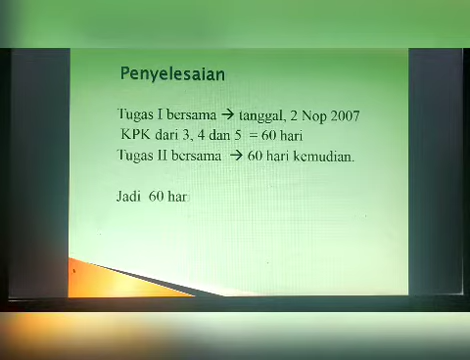 Penyelesaian
Tugas I bersama → tanggal, 2 Nop 2007
KPK dari 3, 4 dan 5 = 60 hari
Tugas II bersama → 60 hari kemudian.
Jadi 60 har